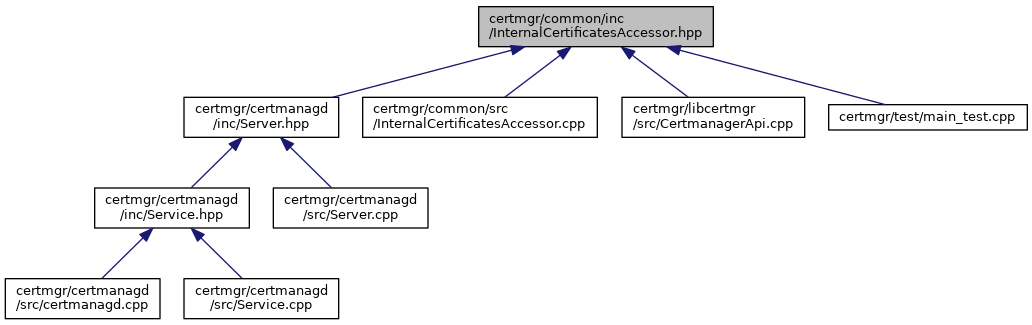 certmgr/common/inc
/InternalCertificatesAccessor.hpp
certmgr/certmanagd
/inc/Server.hpp
certmgr/common/src
/InternalCertificatesAccessor.cpp
certmgr/libcertmgr
/src/CertmanagerApi.cpp
certmgr/test/main_test.cpp
certmgr/certmanagd
/inc/Service.hpp
certmgr/certmanagd
/src/Server.cpp
certmgr/certmanagd
/src/certmanagd.cpp
certmgr/certmanagd
/src/Service.cpp